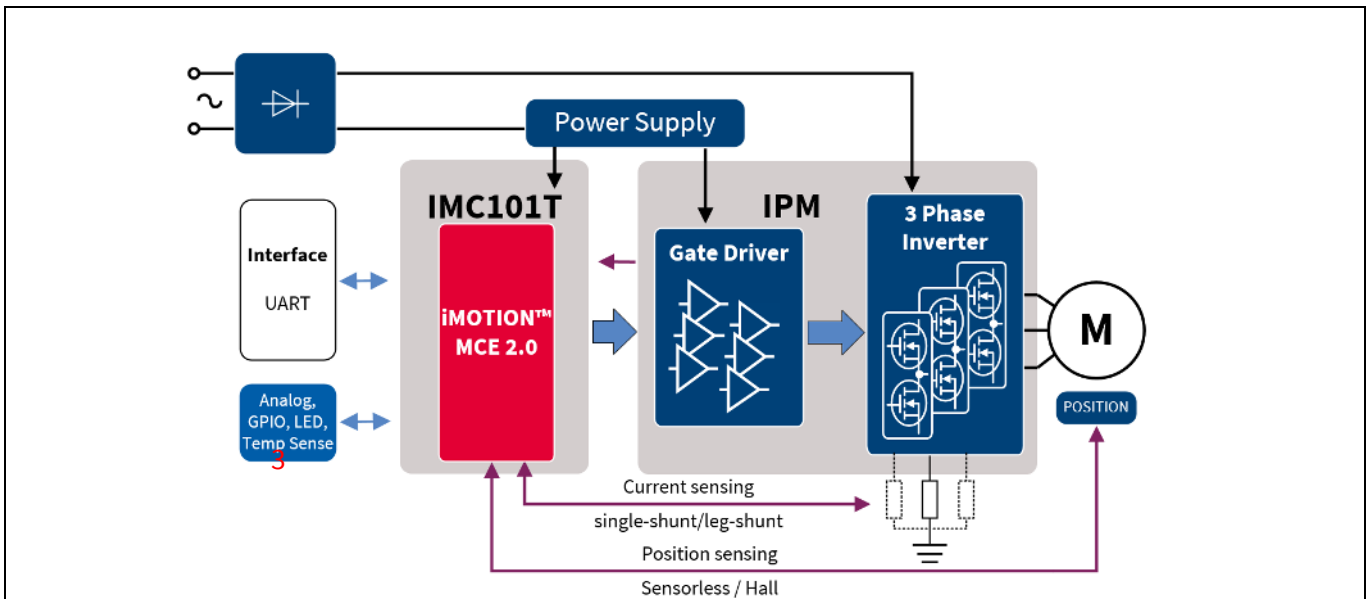 Power Supply
IMC101T
IPM
3 Phase
Inverter
Interface
UART
Gate Driver
iMOTION™
MCE 2.0
M
Analog,
GPIO, LED,
Temp Sense
3
POSITION
Current sensing
single-shunt/leg-shunt
Position sensing
Sensorless / Hall